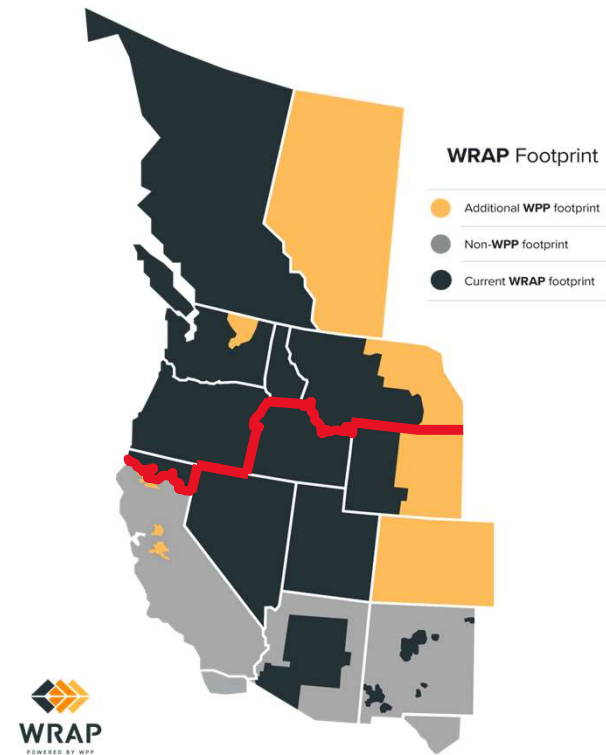 WRAP Footprint
Additional WPP footprint
Non-WPP footprint
Current WRAP footprint
WRAP
POWERED BY WPP